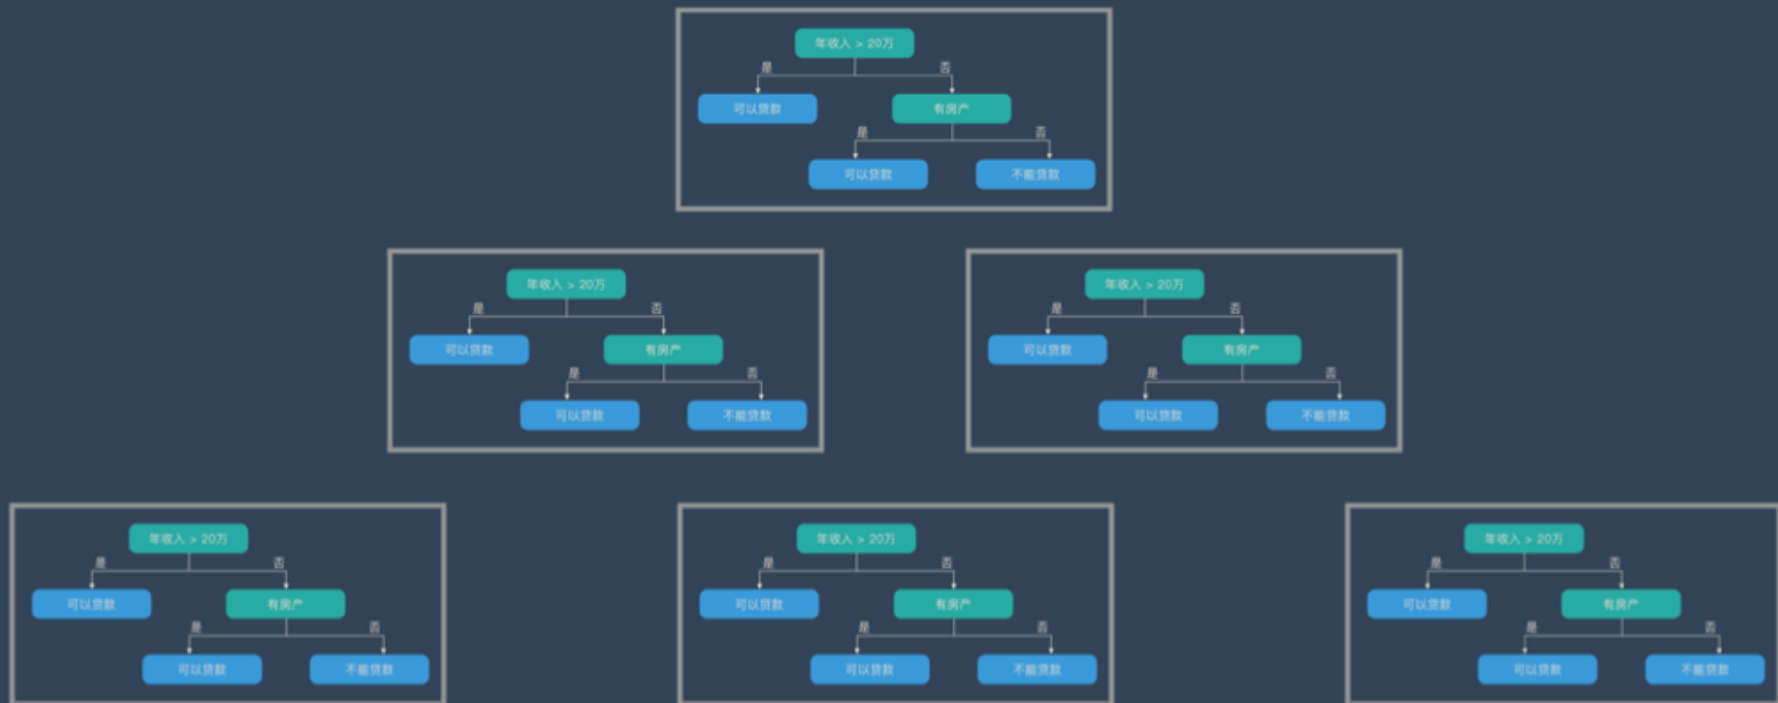 年收入 > 20万
是 否
可以贷款 有房产
是 否
可以贷款 不能贷款
年收入 > 20万
是 否
可以贷款 有房产
是 否
可以贷款 不能贷款
年收入 > 20万
是 否
可以贷款 有房产
是 否
可以贷款 不能贷款
年收入 > 20万
是 否
可以贷款 有房产
是 否
可以贷款 不能贷款
年收入 > 20万
是 否
可以贷款 有房产
是 否
可以贷款 不能贷款
年收入 > 20万
是 否
可以贷款 有房产
是 否
可以贷款 不能贷款